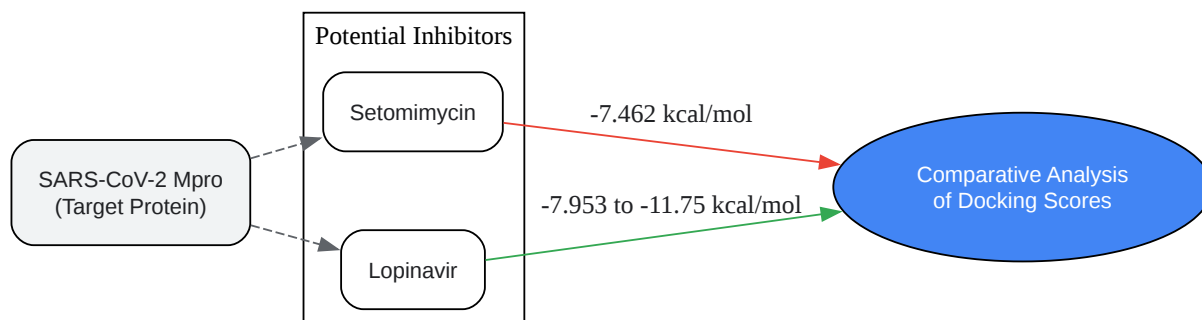 Potential Inhibitors
Setomimycin
-7.462 kcal/mol
SARS-CoV-2 Mpro
(Target Protein)
Comparative Analysis
of Docking Scores
-7.953 to -11.75 kcal/mol
Lopinavir